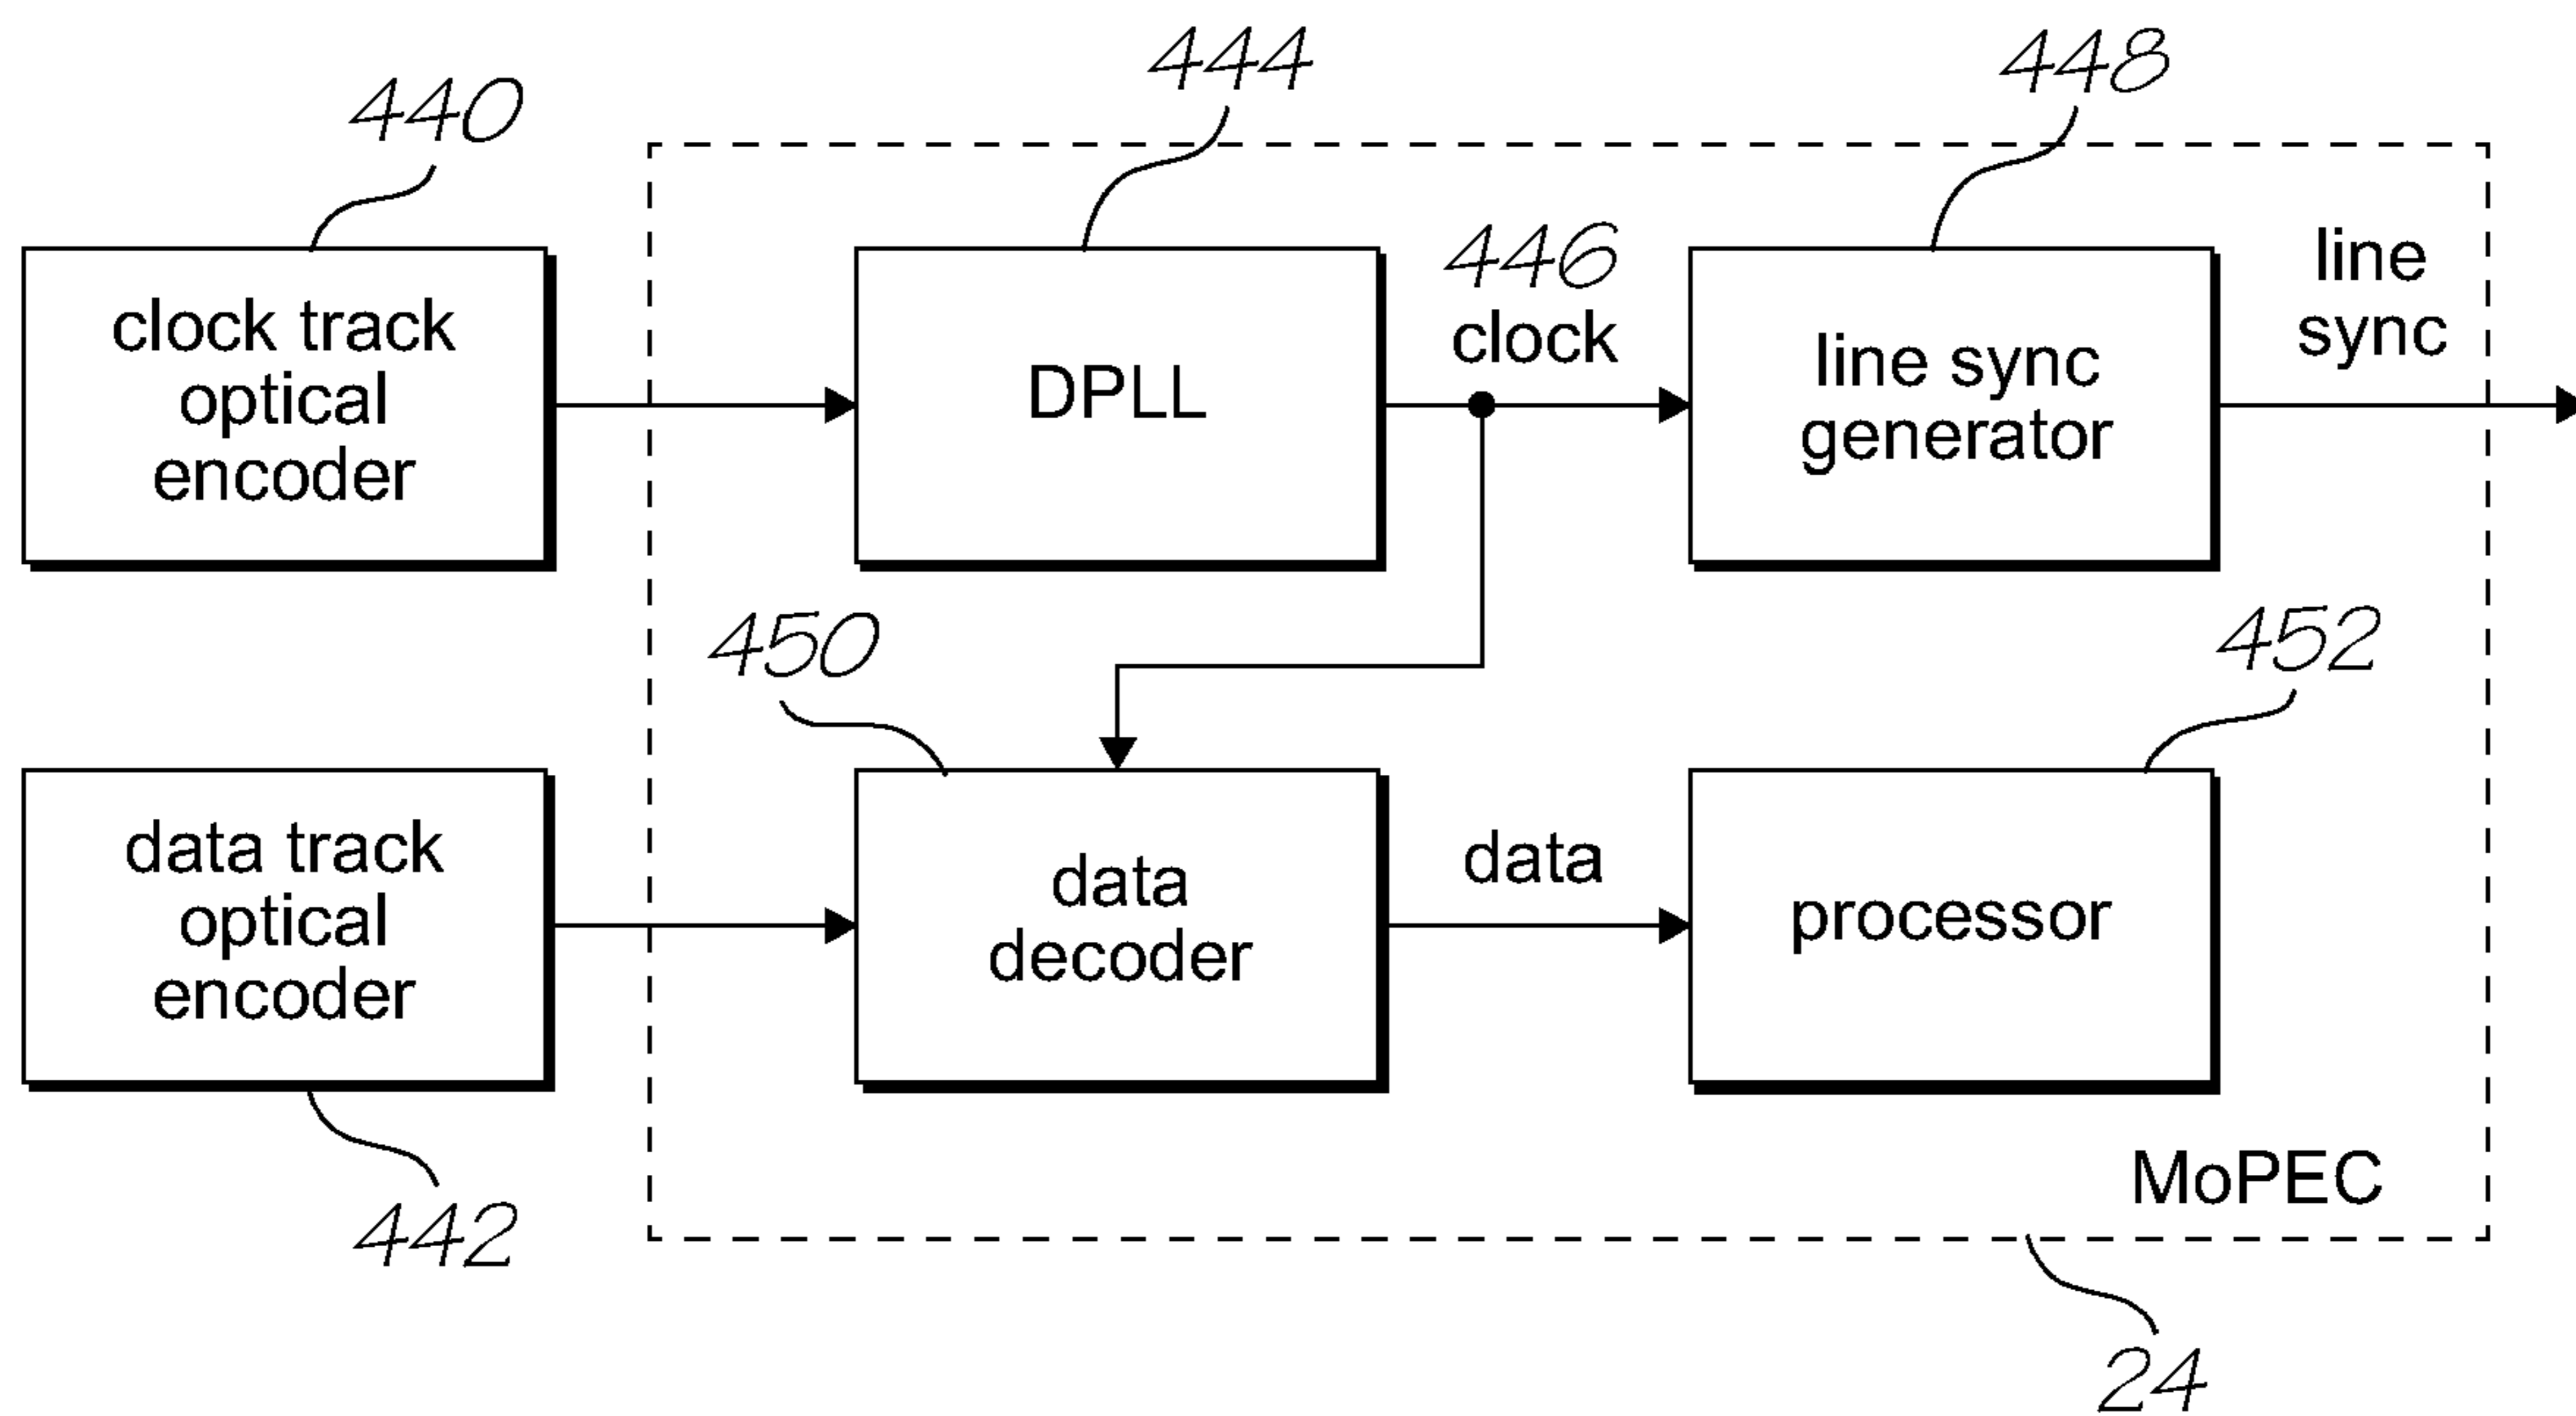 444
448
440
446
clock
line
sync
clock track
optical
encoder
DPLL
line sync
generator
450
452
data track
optical
encoder
data
decoder
data
processor
MoPEC
442
24